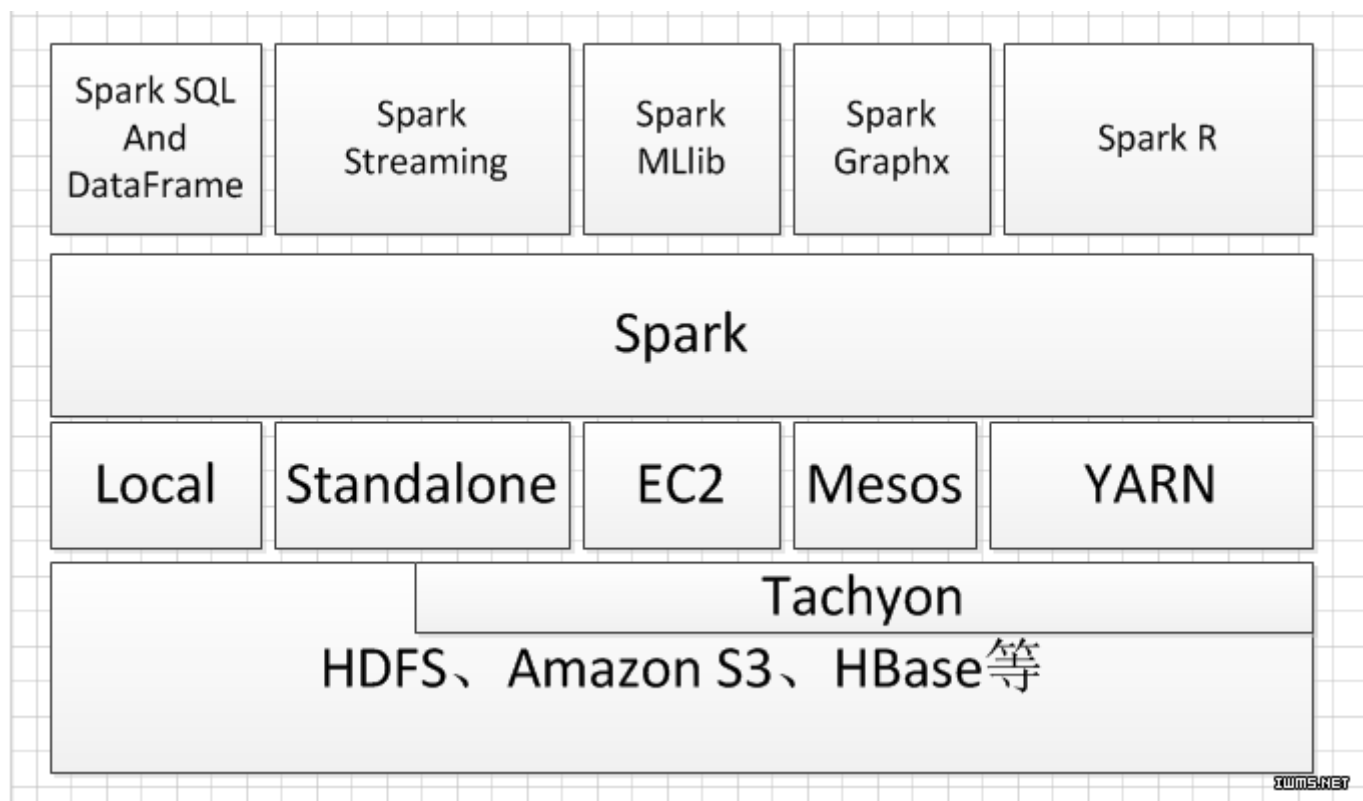 Spark SQL
And
DataFrame
Spark
Streaming
Spark
MLlib
Spark
Graphx
Spark R
Spark
Local
Standalone
EC2
Mesos
YARN
Tachyon
HDFS、Amazon S3、HBase等
IWMS.NET